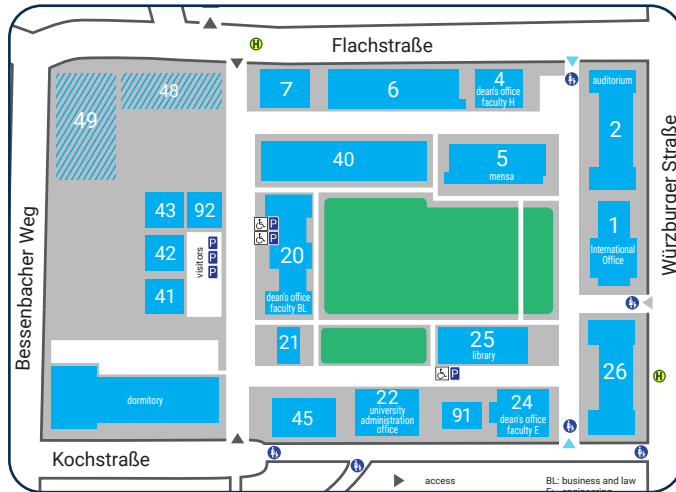 H
Flachstraße
7
6
4
dean's office
faculty H
auditorium
48
49
2
40
5
mensa
Würzburger Straße
43
92
1
International
Office
Bessenbacher Weg
42
visitors
P
P
P
P
P
20
41
dean's office
faculty BL
21
25
library
P
26
H
dormitory
45
22
university
administration
office
91
24
dean's office
faculty E
Kochstraße
access
BL: business and law